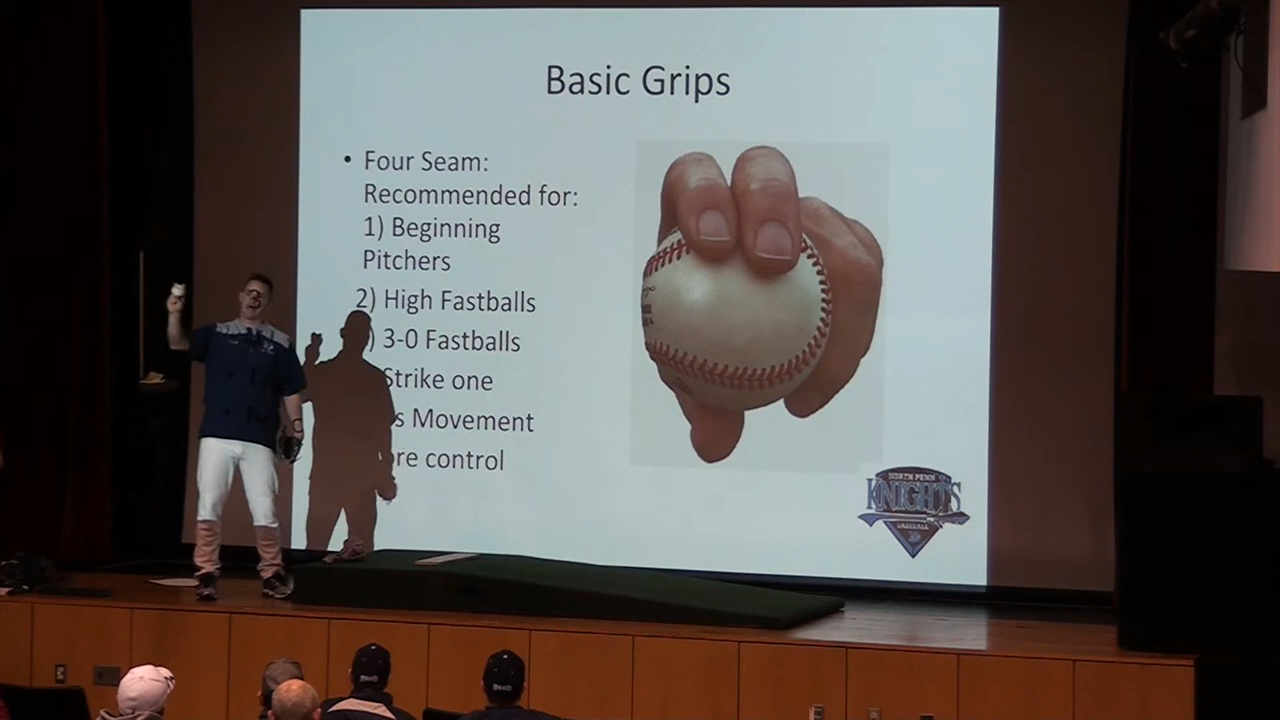 Basic Grips
• Four Seam:
Recommended for:
1) Beginning
Pitchers
2) High Fastballs
) 3-0 Fastballs
Strike one
s Movement
ore control
NORTH PENN
KNIGHTS
BASEBALL